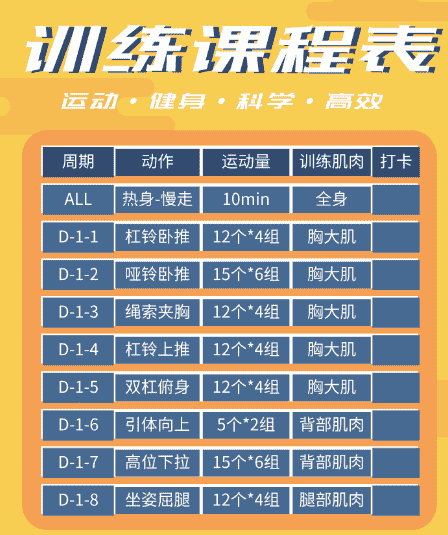 训练课程表
运动·健身·科学·高效
周期 动作 运动量 训练肌肉 打卡
ALL 热身-慢走 10min 全身
D-1-1 杠铃卧推 12个*4组 胸大肌
D-1-2 哑铃卧推 15个*6组 胸大肌
D-1-3 绳索夹胸 12个*4组 胸大肌
D-1-4 杠铃上推 12个*4组 胸大肌
D-1-5 双杠俯身 12个*4组 胸大肌
D-1-6 引体向上 5个*2组 背部肌肉
D-1-7 高位下拉 15个*6组 背部肌肉
D-1-8 坐姿屈腿 12个*4组 腿部肌肉